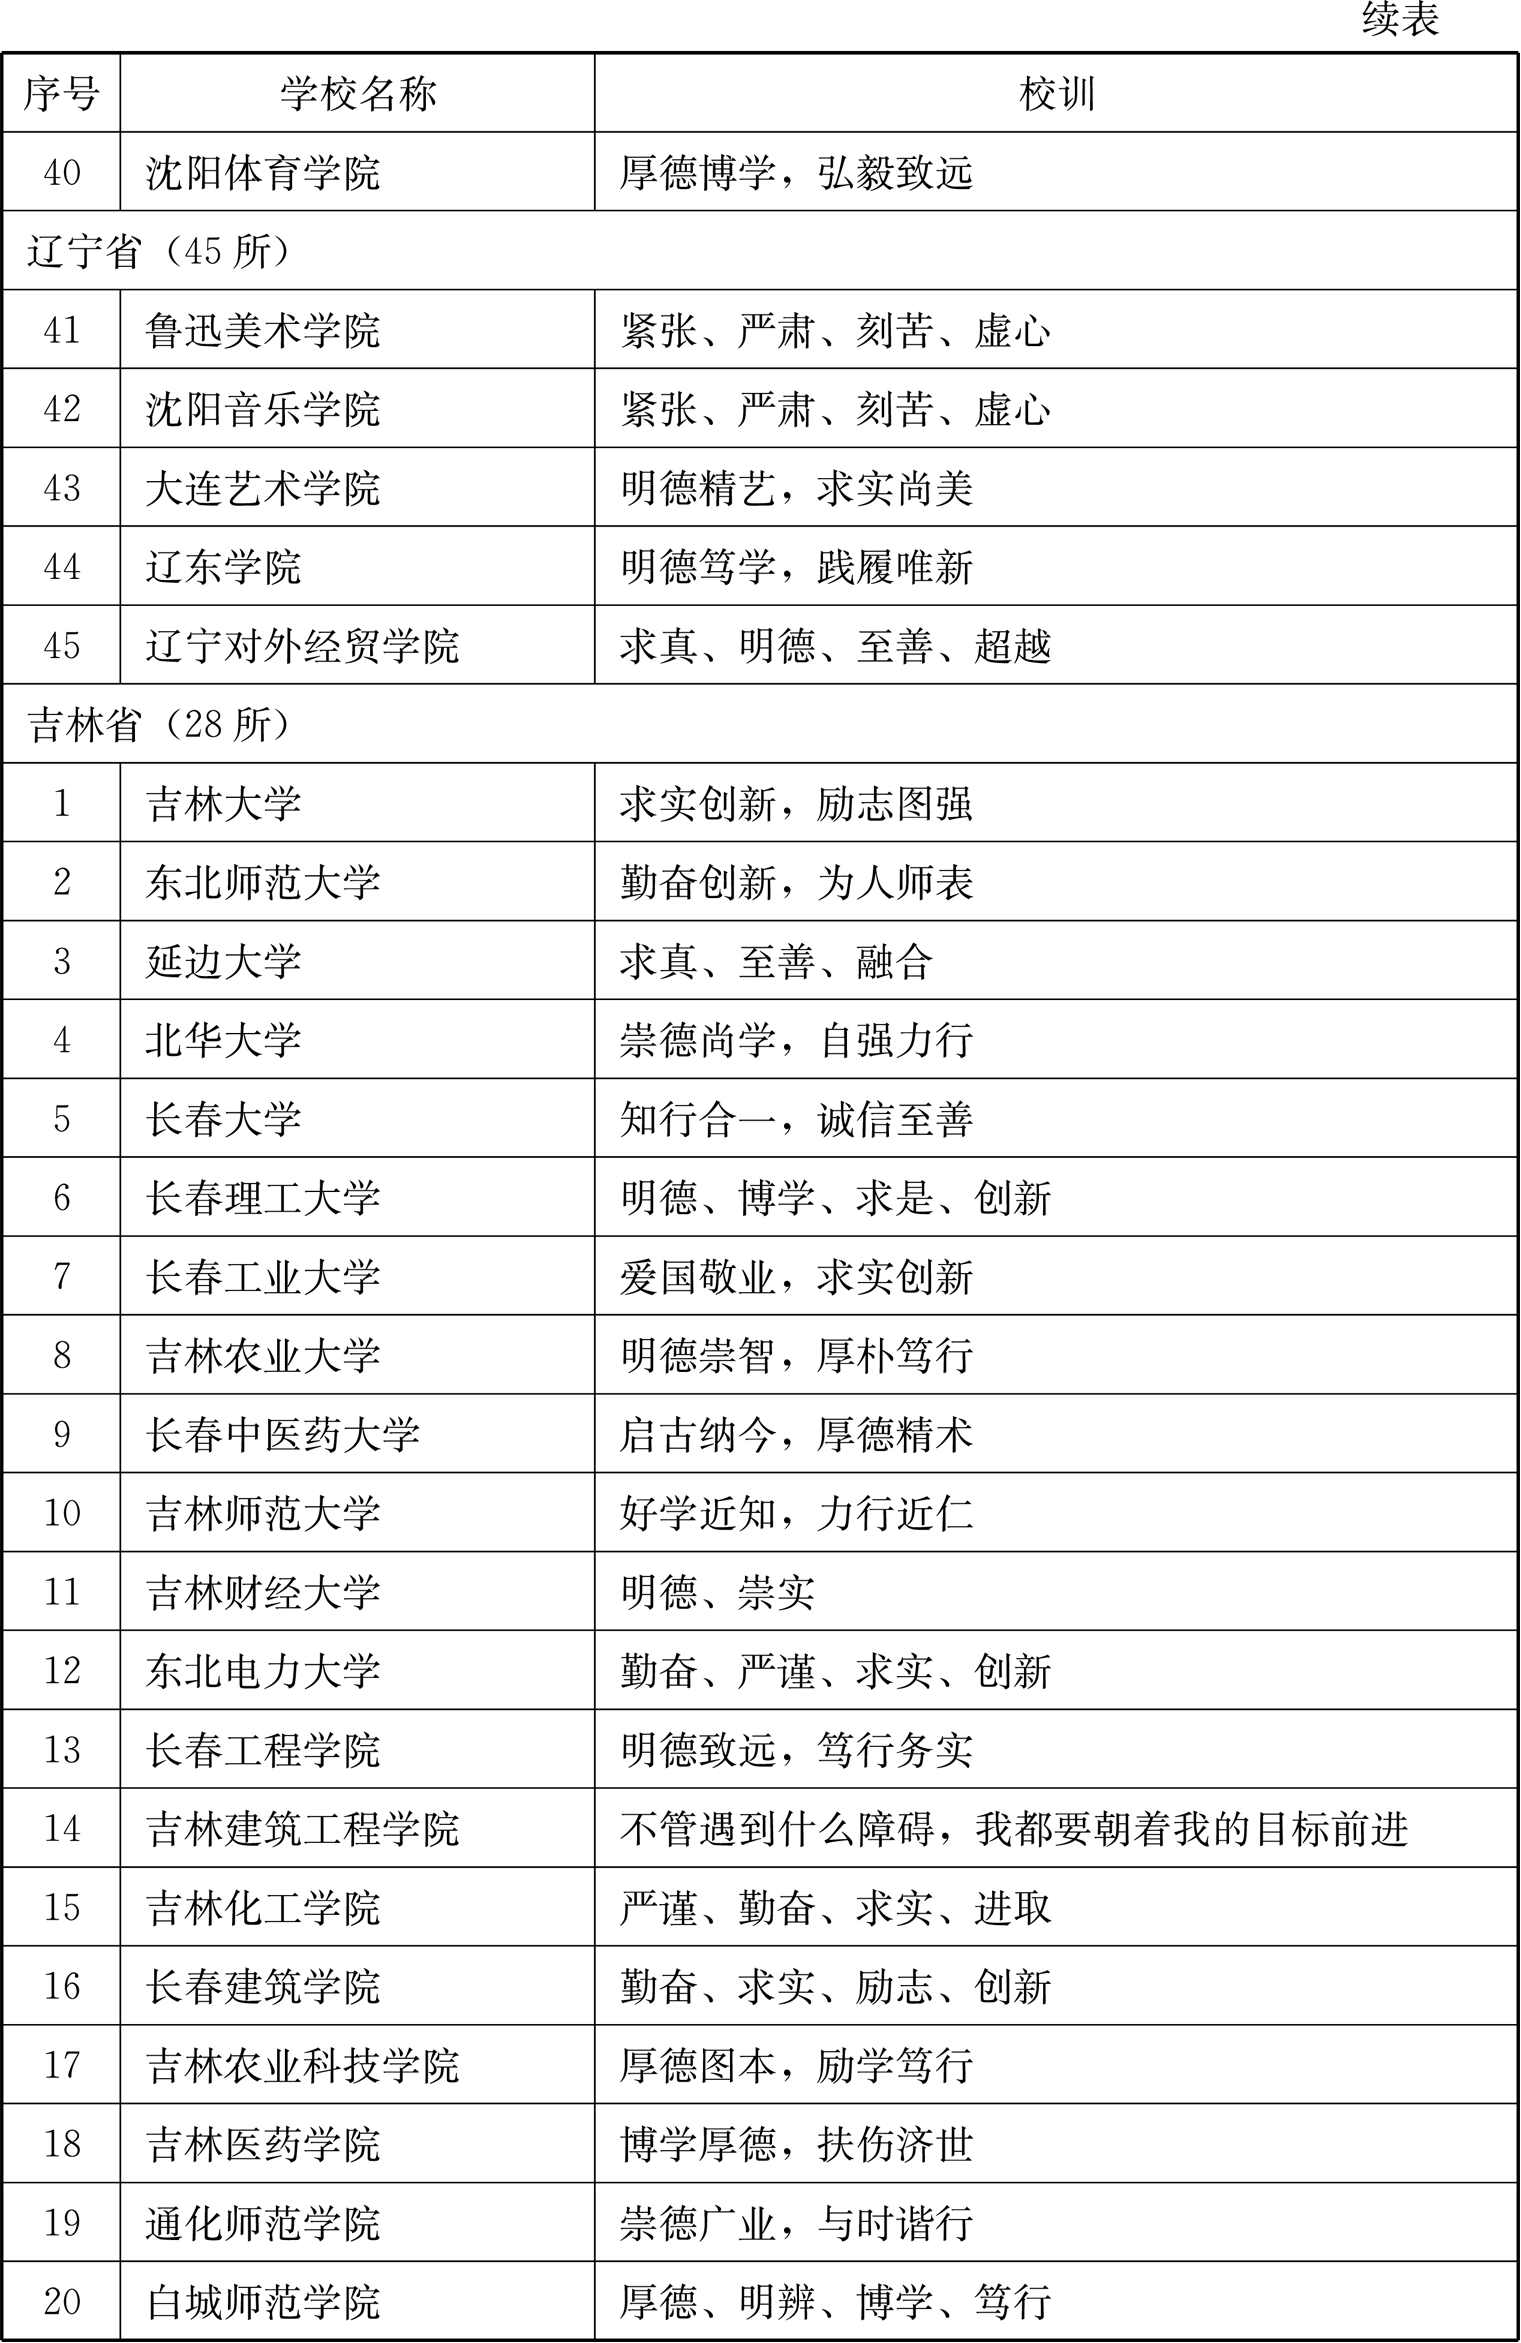 续表
序号 学校名称 校训
40 沈阳体育学院 厚德博学，弘毅致远
辽宁省（45 所）
41 鲁迅美术学院 紧张、严肃、刻苦、虚心
42 沈阳音乐学院 紧张、严肃、刻苦、虚心
43 大连艺术学院 明德精艺，求实尚美
44 辽东学院 明德笃学，践履唯新
45 辽宁对外经贸学院 求真、明德、至善、超越
吉林省（28 所）
1 吉林大学 求实创新，励志图强
2 东北师范大学 勤奋创新，为人师表
3 延边大学 求真、至善、融合
4 北华大学 崇德尚学，自强力行
5 长春大学 知行合一，诚信至善
6 长春理工大学 明德、博学、求是、创新
7 长春工业大学 爱国敬业，求实创新
8 吉林农业大学 明德崇智，厚朴笃行
9 长春中医药大学 启古纳今，厚德精术
10 吉林师范大学 好学近知，力行近仁
11 吉林财经大学 明德、崇实
12 东北电力大学 勤奋、严谨、求实、创新
13 长春工程学院 明德致远，笃行务实
14 吉林建筑工程学院 不管遇到什么障碍，我都要朝着我的目标前进
15 吉林化工学院 严谨、勤奋、求实、进取
16 长春建筑学院 勤奋、求实、励志、创新
17 吉林农业科技学院 厚德图本，励学笃行
18 吉林医药学院 博学厚德，扶伤济世
19 通化师范学院 崇德广业，与时谐行
20 白城师范学院 厚德、明辨、博学、笃行